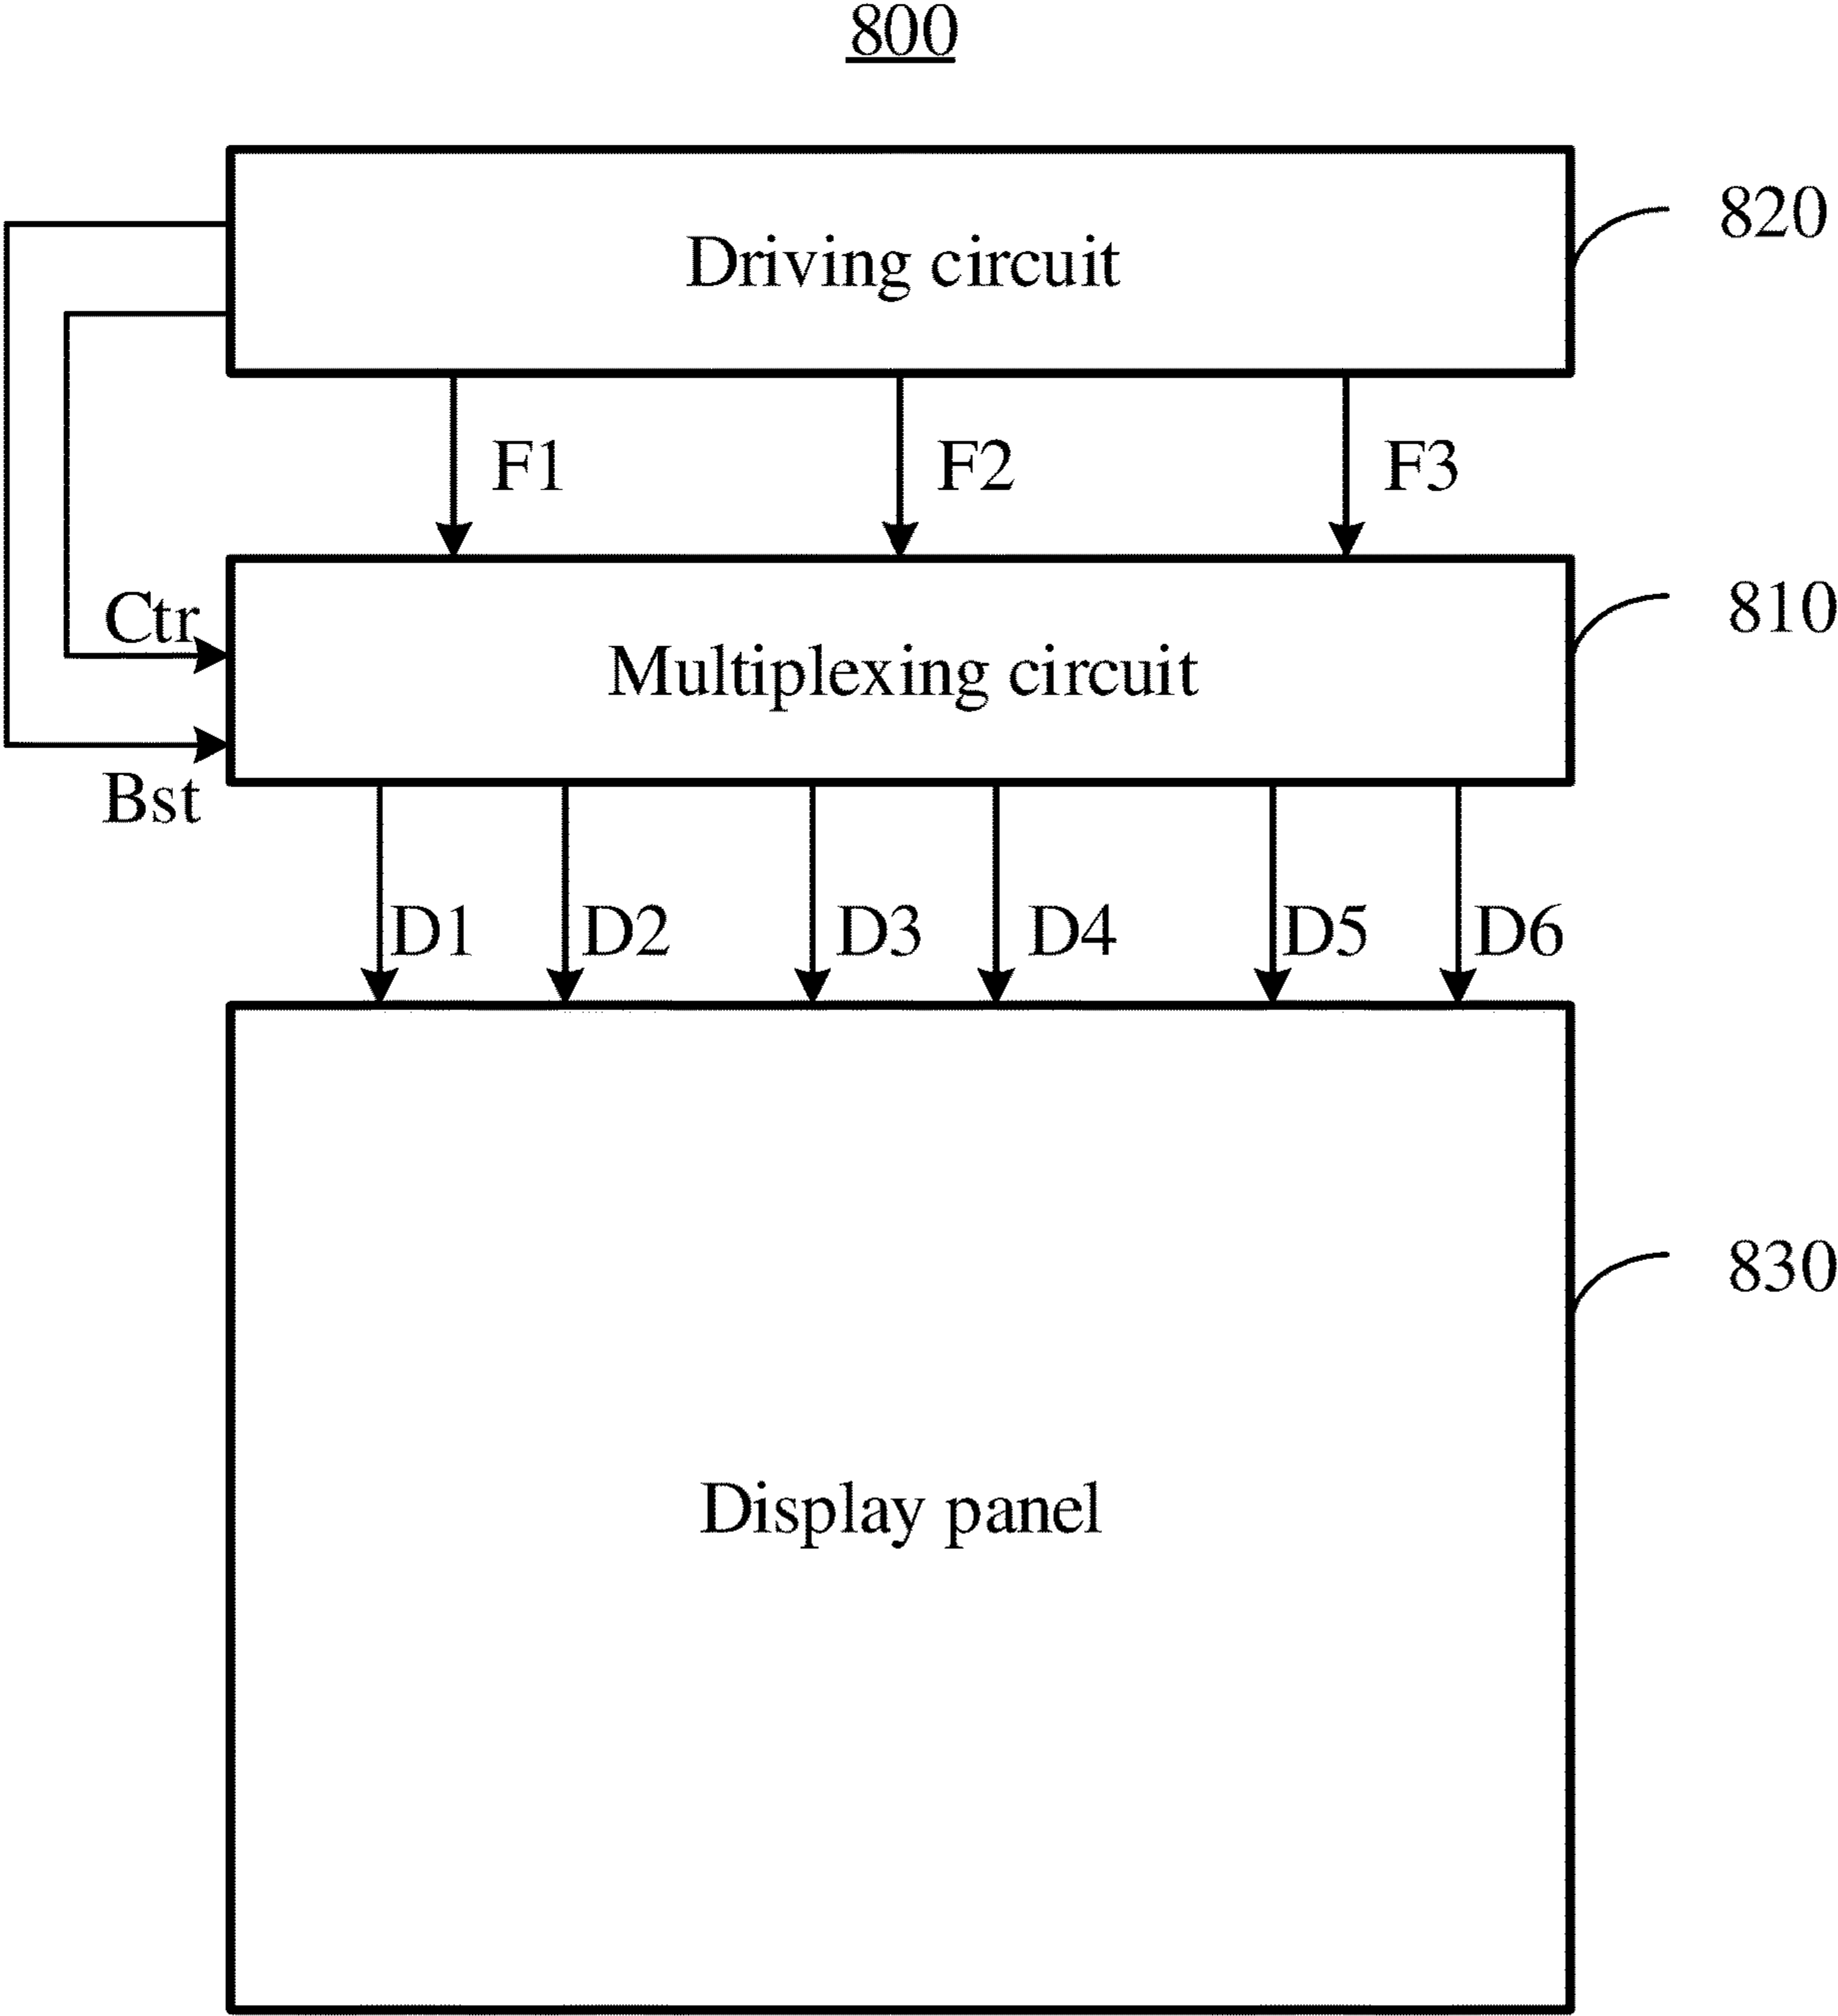 800
Driving circuit
820
F1
F2
F3
Ctr
Multiplexing circuit
810
Bst
D1
D2
D3
D4
D5
D6
Display panel
830